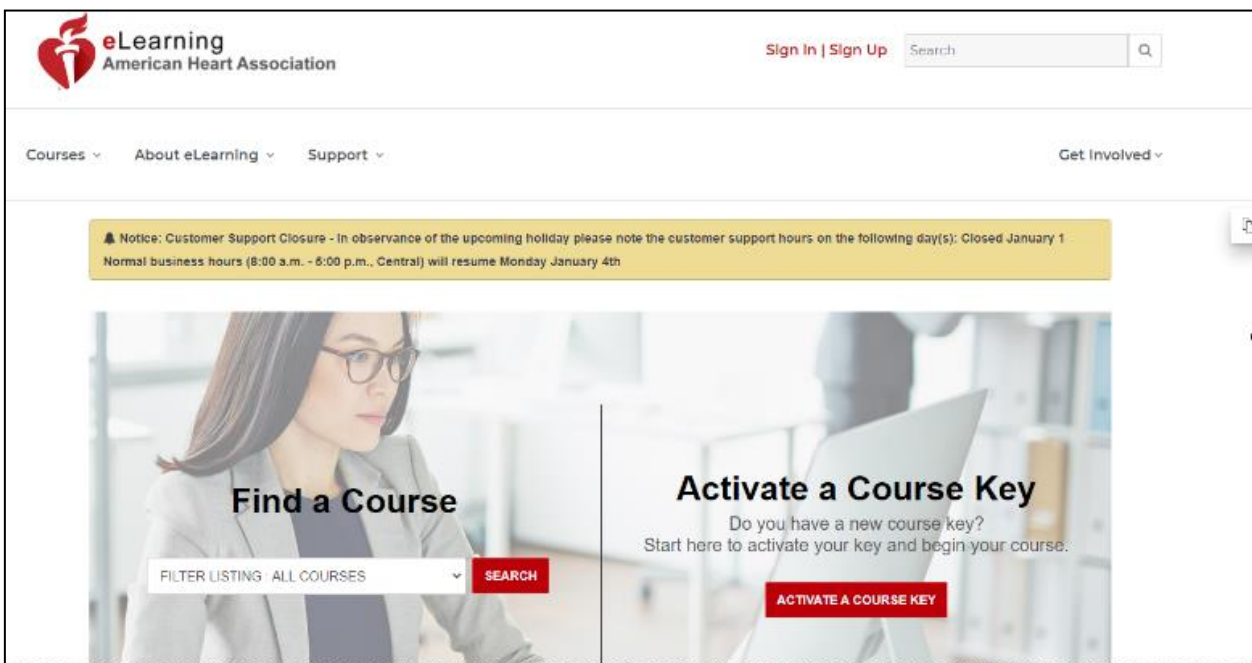 eLearning
American Heart Association
Sign In | Sign Up
Search
Courses
About eLearning
Support
Get Involved
Notice: Customer Support Closure - In observance of the upcoming holiday please note the customer support hours on the following day(s): Closed January 1
Normal business hours (8:00 a.m. - 5:00 p.m., Central) will resume Monday January 4th
Find a Course
FILTER LISTING: ALL COURSES
SEARCH
Activate a Course Key
Do you have a new course key?
Start here to activate your key and begin your course.
ACTIVATE A COURSE KEY